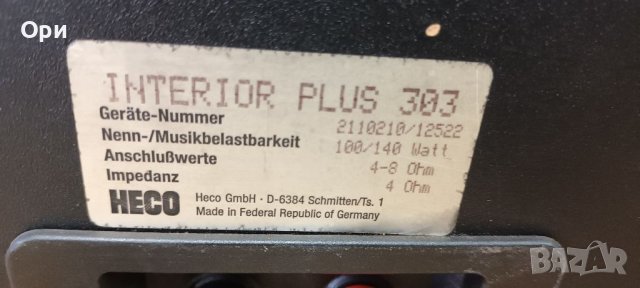 Ори
INTERIOR PLUS 303
Geräte-Nummer 2110210/12522
Nenn-/Musikbelastbarkeit 100/140 Watt
Anschlußwerte 4-8 Ohm
Impedanz 4 Ohm
HECO Heco GmbH · D-6384 Schmitten/Ts. 1
Made in Federal Republic of Germany
BAZAR